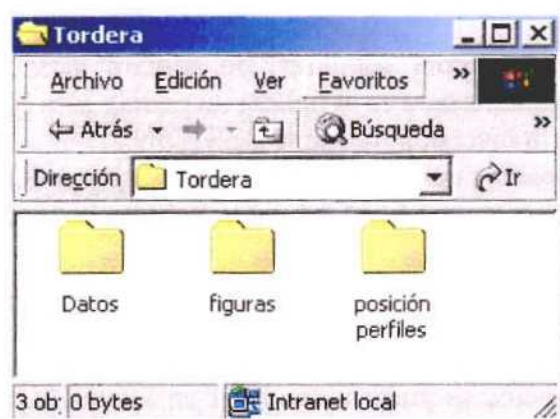 Tordera
Archivo Edición Ver Favoritos »
Atrás Búsqueda »
Dirección Tordera Ir
Datos figuras posición perfiles
3 ob: 0 bytes Intranet local